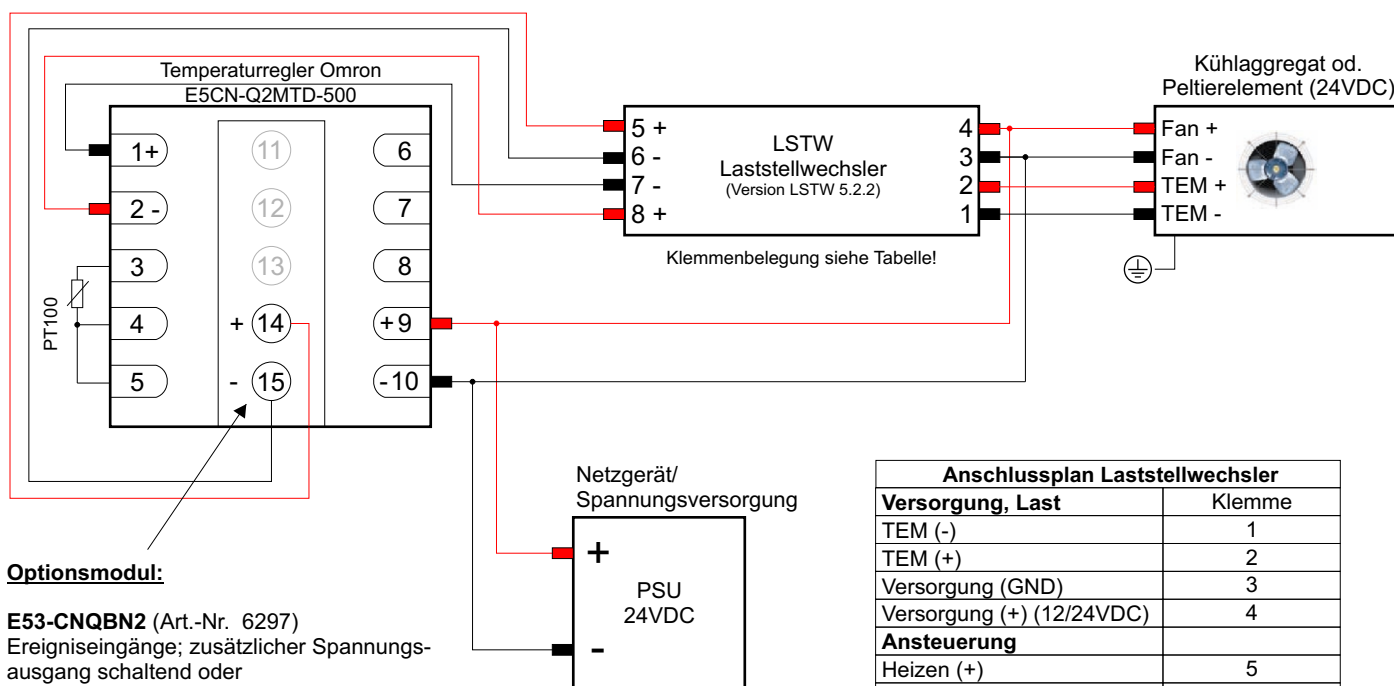 Temperaturregler Omron
E5CN-Q2MTD-500
1+
2 -
3
4
5
11
12
13
+ 14
- 15
6
7
8
+9
-10
PT100
5 +
6 -
7 -
8 +
LSTW
Laststellwechsler
(Version LSTW 5.2.2)
4
3
2
1
Klemmenbelegung siehe Tabelle!
Kühlaggregat od.
Peltierelement (24VDC)
Fan +
Fan -
TEM +
TEM -
Optionsmodul:
E53-CNQBN2 (Art.-Nr. 6297)
Ereigniseingänge; zusätzlicher Spannungs-
ausgang schaltend oder
Netzgerät/
Spannungsversorgung
+
PSU
24VDC
-
Anschlussplan Laststellwechsler
Versorgung, Last Klemme
TEM (-) 1
TEM (+) 2
Versorgung (GND) 3
Versorgung (+) (12/24VDC) 4
Ansteuerung
Heizen (+) 5